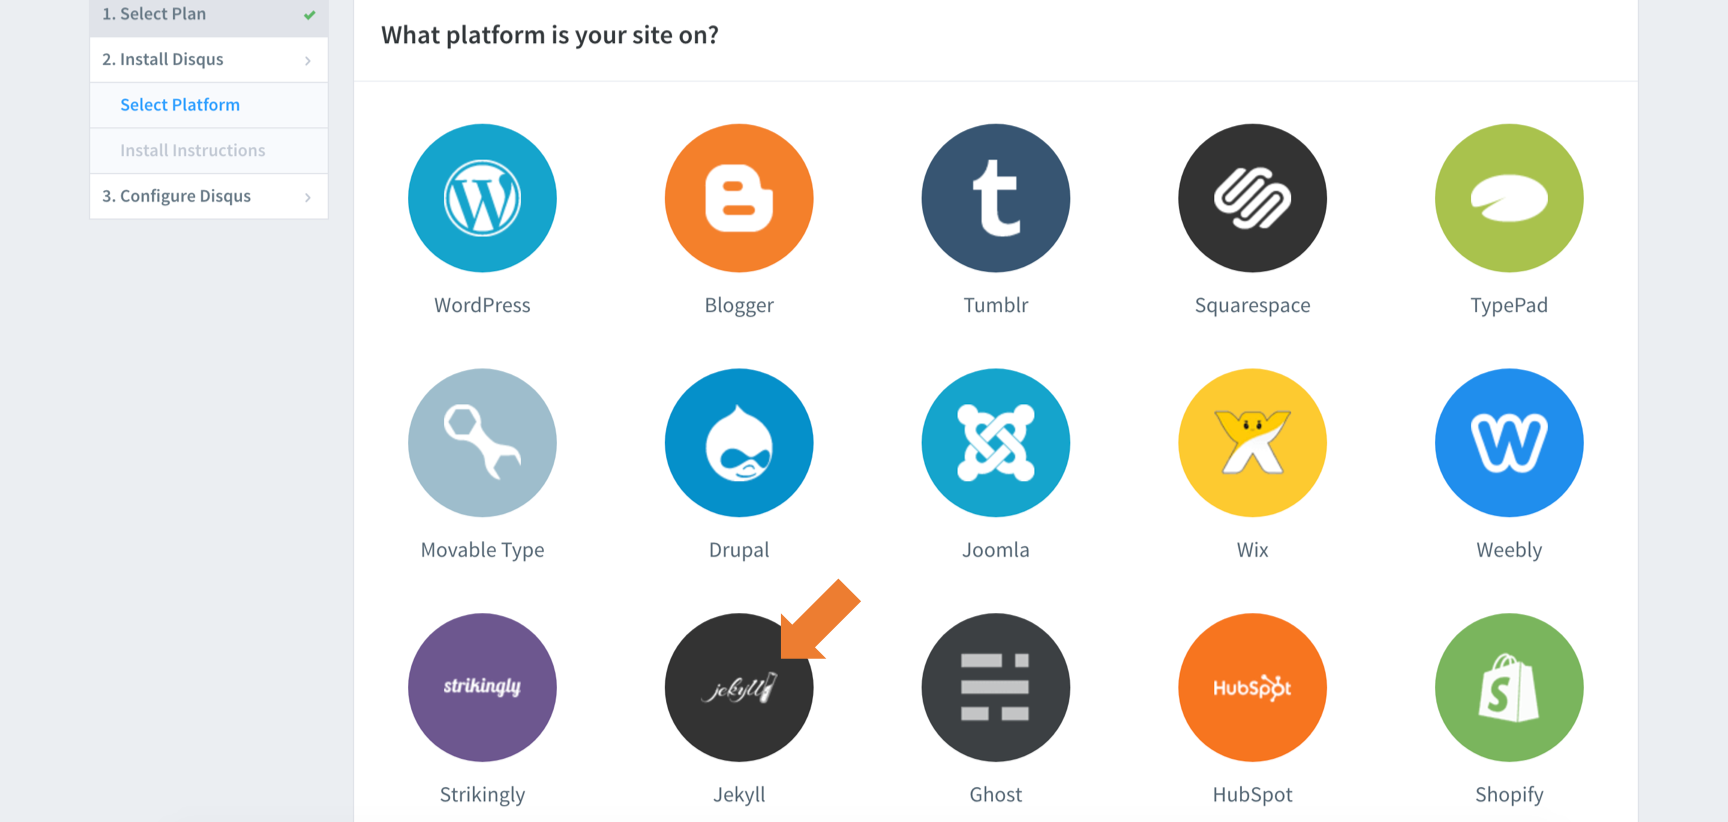 1. Select Plan
2. Install Disqus
Select Platform
Install Instructions
3. Configure Disqus
What platform is your site on?
WordPress
Blogger
Tumblr
Squarespace
TypePad
Movable Type
Drupal
Joomla
Wix
Weebly
strikingly
jekyll
HubSpot
Strikingly
Jekyll
Ghost
HubSpot
Shopify